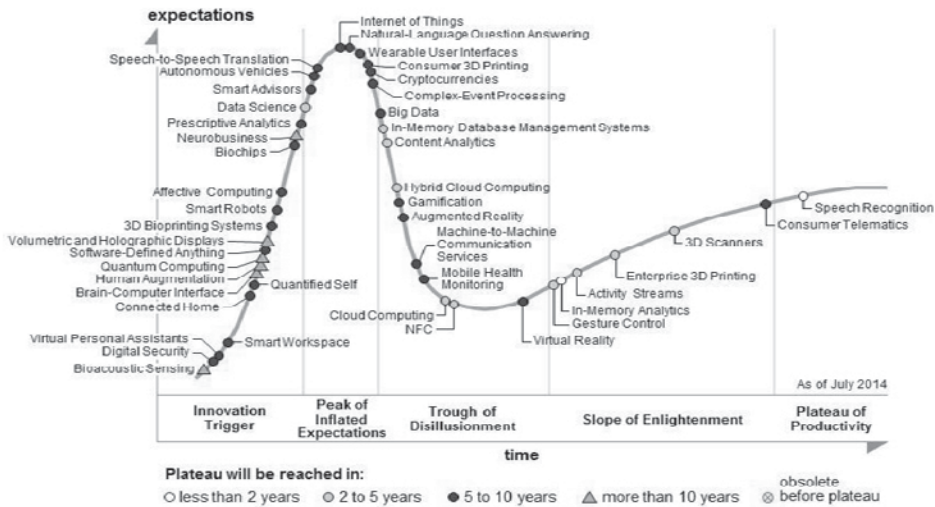 expectations
Internet of Things
Natural-Language Question Answering
Wearable User Interfaces
Consumer 3D Printing
Cryptocurrencies
Complex-Event Processing
Big Data
In-Memory Database Management Systems
Content Analytics
Hybrid Cloud Computing
Gamification
Augmented Reality
Machine-to-Machine
Communication
Services
Mobile Health
Monitoring
Speech-to-Speech Translation
Autonomous Vehicles
Smart Advisors
Data Science
Prescriptive Analytics
Neurobusiness
Biochips
Affective Computing
Smart Robots
3D Bioprinting Systems
Volumetric and Holographic Displays
Software-Defined Anything
Quantum Computing
Human Augmentation
Brain-Computer Interface
Connected Home
Quantified Self
Virtual Personal Assistants
Digital Security
Bioacoustic Sensing
Smart Workspace
Cloud Computing
NFC
Virtual Reality
Gesture Control
In-Memory Analytics
Activity Streams
Enterprise 3D Printing
3D Scanners
Consumer Telematics
Speech Recognition
As of July 2014
Innovation
Trigger
Peak of
Inflated
Expectations
Trough of
Disillusionment
Slope of Enlightenment
Plateau of
Productivity
time
Plateau will be reached in:
less than 2 years
2 to 5 years
5 to 10 years
more than 10 years
obsolete
before plateau